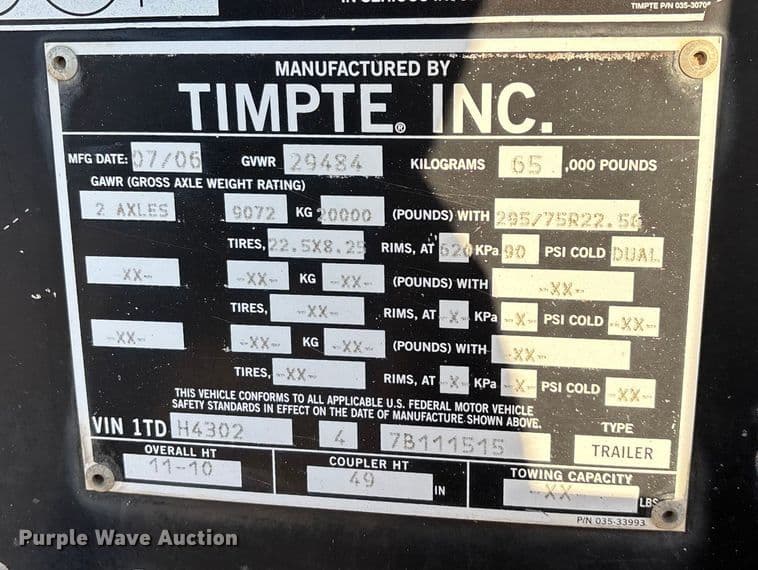 TIMPTE P/N 035-3070
MANUFACTURED BY
TIMPTE® INC.
MFG DATE: 07/06 GVWR 29484 KILOGRAMS 65 ,000 POUNDS
GAWR (GROSS AXLE WEIGHT RATING)
2 AXLES 9072 KG 20000 (POUNDS) WITH 295/75R22.5G
TIRES, 22.5X8.25 RIMS, AT 620 KPa 90 PSI COLD DUAL
-XX- -XX- KG -XX- (POUNDS) WITH -XX-
TIRES, -XX- RIMS, AT -X- KPa -X- PSI COLD -XX-
-XX- -XX- KG -XX- (POUNDS) WITH -XX-
TIRES, -XX- RIMS, AT -X- KPa -X- PSI COLD -XX-
THIS VEHICLE CONFORMS TO ALL APPLICABLE U.S. FEDERAL MOTOR VEHICLE
SAFETY STANDARDS IN EFFECT ON THE DATE OF MANUFACTURE SHOWN ABOVE.
VIN 1TD H4302 4 7B111515 TYPE TRAILER
OVERALL HT 11-10 COUPLER HT 49 IN TOWING CAPACITY -XX- LBS
P/N 035-33993
Purple Wave Auction®